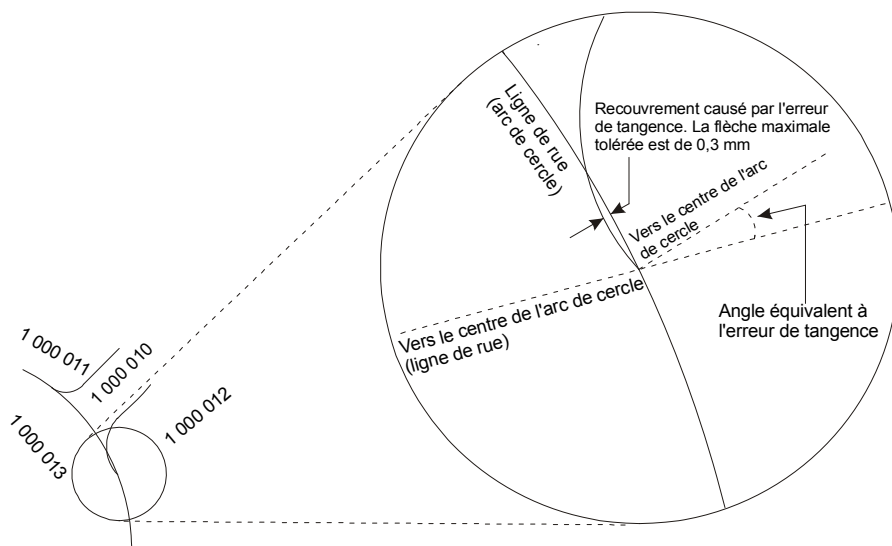 Ligne de rue
(arc de cercle)
Recouvrement causé par l'erreur
de tangence. La flèche maximale
tolérée est de 0,3 mm
Vers le centre de l'arc
de cercle
Vers le centre de l'arc de cercle
(ligne de rue)
Angle équivalent à
l'erreur de tangence
1 000 011
1 000 010
1 000 012
1 000 013